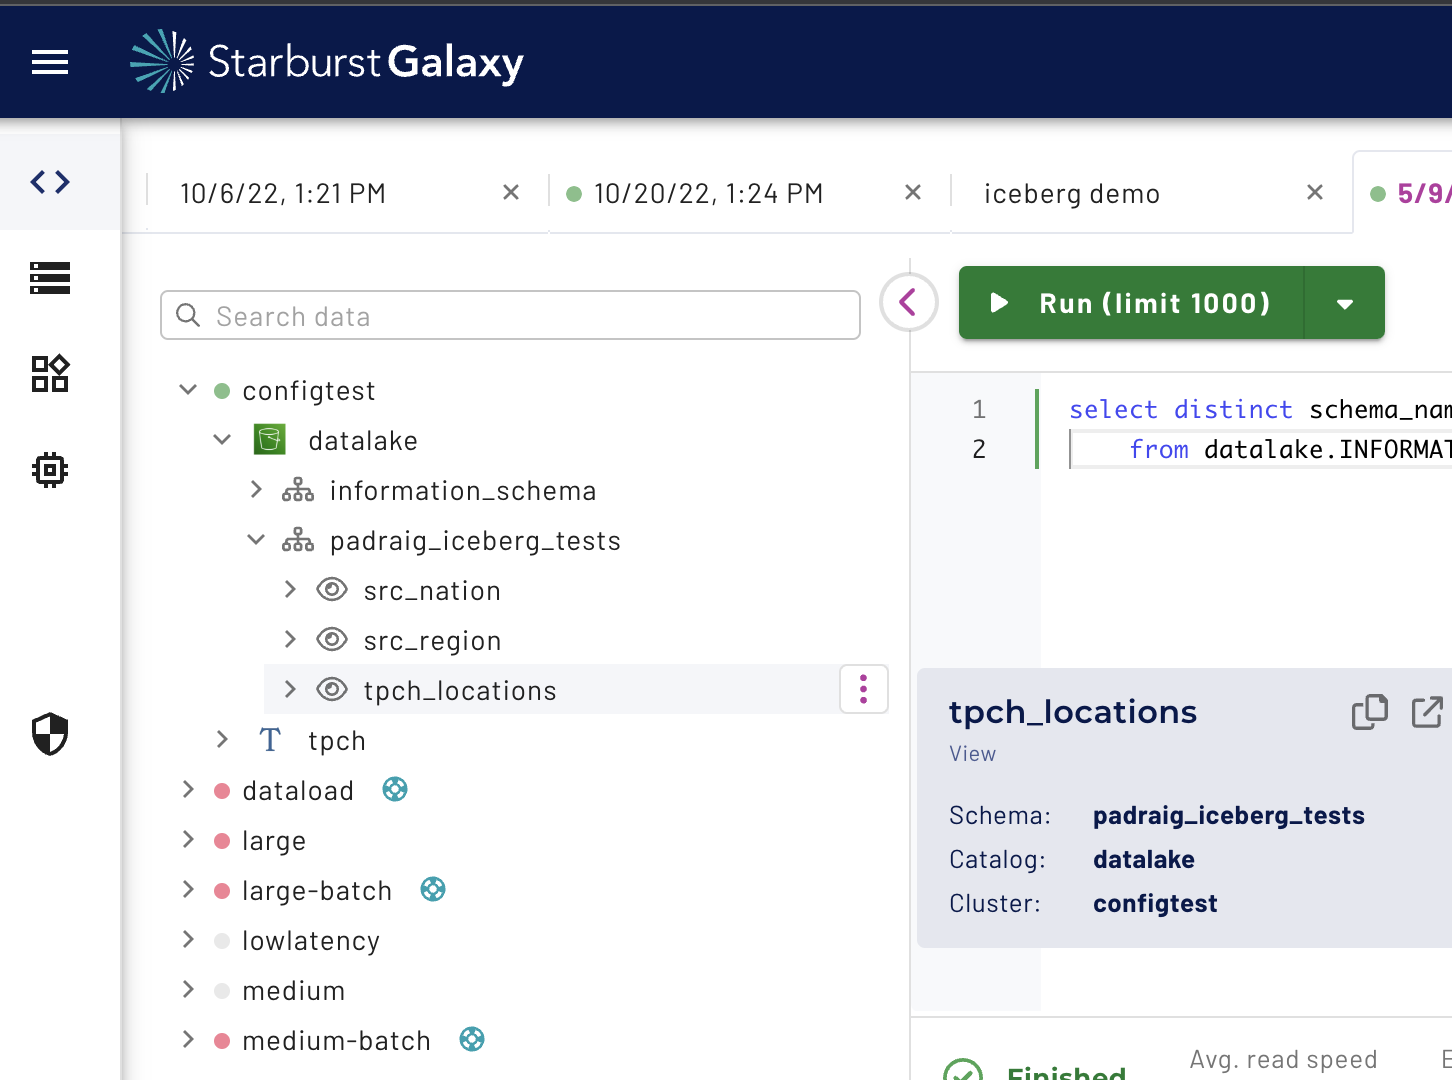 Starburst Galaxy
10/6/22, 1:21 PM
10/20/22, 1:24 PM
iceberg demo
5/9/
Search data
Run (limit 1000)
configtest
datalake
information_schema
padraig_iceberg_tests
src_nation
src_region
tpch_locations
T tpch
dataload
large
large-batch
lowlatency
medium
medium-batch
1 select distinct schema_nam
2 from datalake.INFORMAT
tpch_locations
View
Schema: padraig_iceberg_tests
Catalog: datalake
Cluster: configtest
Finished
Avg. read speed
E